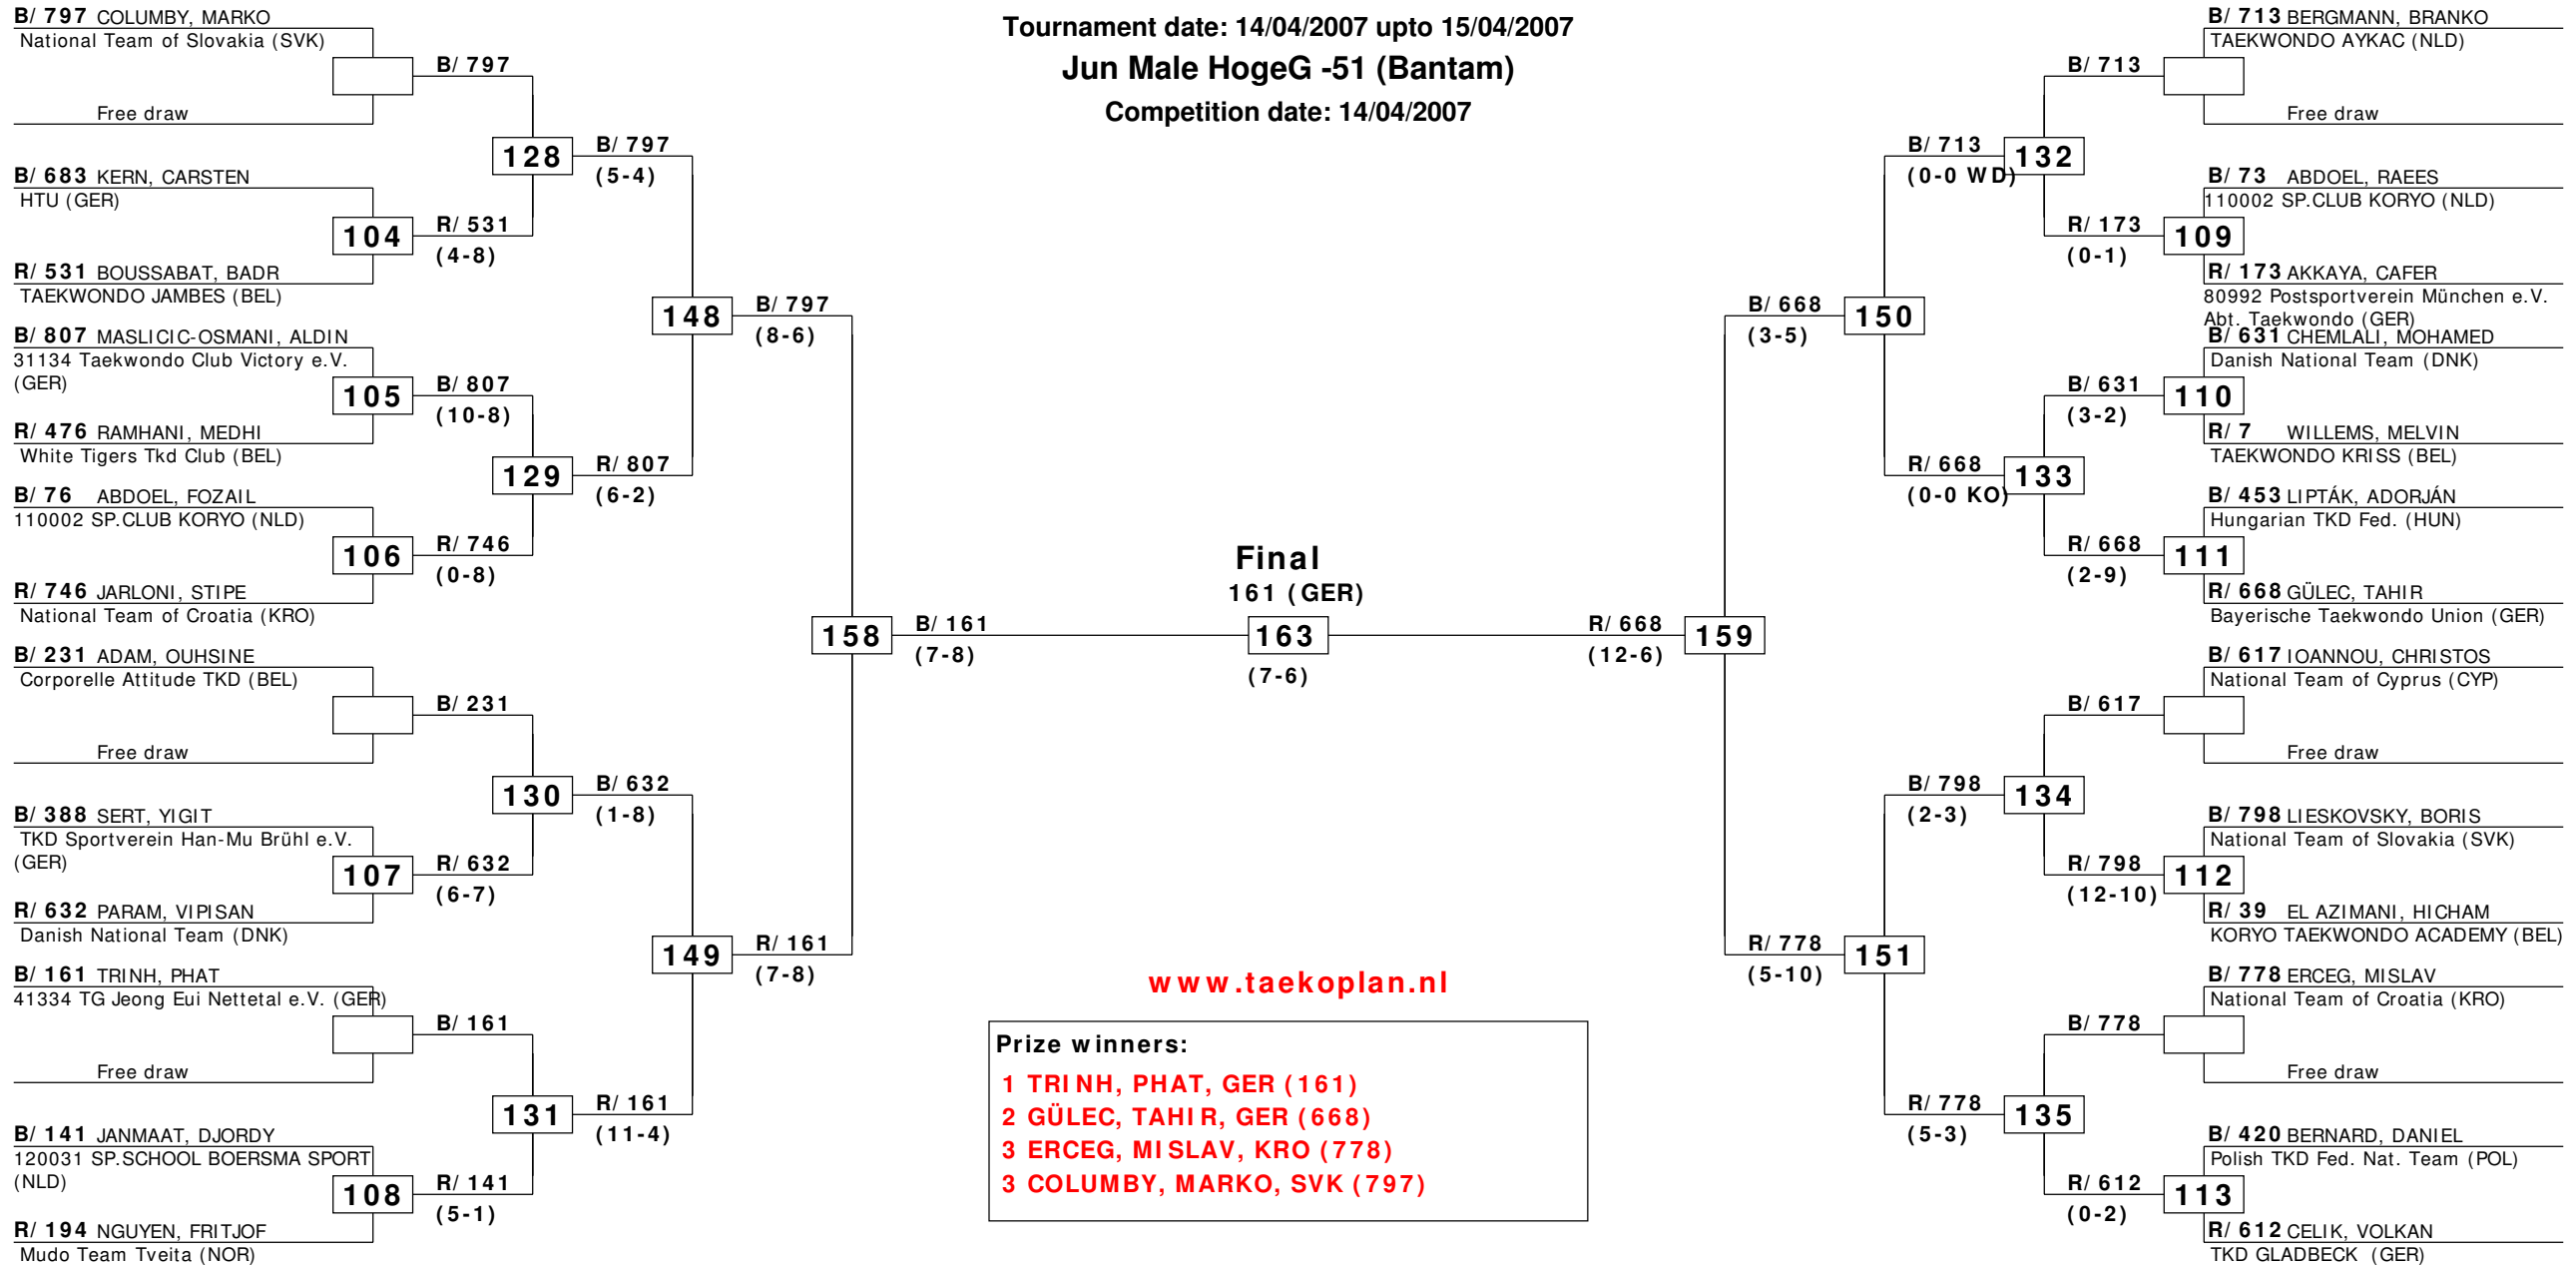 Tournament date: 14/04/2007 upto 15/04/2007
Jun Male HogeG -51 (Bantam)
Competition date: 14/04/2007
B/ 797 COLUMBY, MARKO
National Team of Slovakia (SVK)
B/ 797
Free draw
128
B/ 797
(5-4)
B/ 683 KERN, CARSTEN
HTU (GER)
104
R/ 531
(4-8)
R/ 531 BOUSSABAT, BADR
TAEKWONDO JAMBES (BEL)
148
B/ 797
(8-6)
B/ 807 MASLICIC-OSMANI, ALDIN
31134 Taekwondo Club Victory e.V.
(GER)
105
B/ 807
(10-8)
R/ 476 RAMHANI, MEDHI
White Tigers Tkd Club (BEL)
129
R/ 807
(6-2)
B/ 76 ABDOEL, FOZAIL
110002 SP.CLUB KORYO (NLD)
106
R/ 746
(0-8)
R/ 746 JARLONI, STIPE
National Team of Croatia (KRO)
158
B/ 161
(7-8)
B/ 231 ADAM, OUHSINE
Corporelle Attitude TKD (BEL)
B/ 231
Free draw
130
B/ 632
(1-8)
B/ 388 SERT, YIGIT
TKD Sportverein Han-Mu Brühl e.V.
(GER)
107
R/ 632
(6-7)
R/ 632 PARAM, VIPISAN
Danish National Team (DNK)
149
R/ 161
(7-8)
B/ 161 TRINH, PHAT
41334 TG Jeong Eui Nettetal e.V. (GER)
B/ 161
Free draw
131
R/ 161
(11-4)
B/ 141 JANMAAT, DJORDY
120031 SP.SCHOOL BOERSMA SPORT
(NLD)
108
R/ 141
(5-1)
R/ 194 NGUYEN, FRITJOF
Mudo Team Tveita (NOR)
Final
161 (GER)
163
(7-6)
B/ 713 BERGMANN, BRANKO
TAEKWONDO AYKAC (NLD)
B/ 713
Free draw
B/ 713
(0-0 WD)
132
B/ 73 ABDOEL, RAEES
110002 SP.CLUB KORYO (NLD)
R/ 173
(0-1)
109
R/ 173 AKKAYA, CAFER
80992 Postsportverein München e.V.
Abt. Taekwondo (GER)
B/ 668
(3-5)
150
B/ 631 CHEMLALI, MOHAMED
Danish National Team (DNK)
B/ 631
(3-2)
110
R/ 7 WILLEMS, MELVIN
TAEKWONDO KRISS (BEL)
R/ 668
(0-0 KO)
133
B/ 453 LIPTÁK, ADORJÁN
Hungarian TKD Fed. (HUN)
R/ 668
(2-9)
111
R/ 668 GÜLEC, TAHIR
Bayerische Taekwondo Union (GER)
R/ 668
(12-6)
159
B/ 617 IOANNOU, CHRISTOS
National Team of Cyprus (CYP)
B/ 617
Free draw
B/ 798
(2-3)
134
B/ 798 LIESKOVSKY, BORIS
National Team of Slovakia (SVK)
R/ 798
(12-10)
112
R/ 39 EL AZIMANI, HICHAM
KORYO TAEKWONDO ACADEMY (BEL)
R/ 778
(5-10)
151
B/ 778 ERCEG, MISLAV
National Team of Croatia (KRO)
B/ 778
Free draw
R/ 778
(5-3)
135
B/ 420 BERNARD, DANIEL
Polish TKD Fed. Nat. Team (POL)
R/ 612
(0-2)
113
R/ 612 CELIK, VOLKAN
TKD GLADBECK (GER)
www.taekoplan.nl
Prize winners:
1 TRINH, PHAT, GER (161)
2 GÜLEC, TAHIR, GER (668)
3 ERCEG, MISLAV, KRO (778)
3 COLUMBY, MARKO, SVK (797)